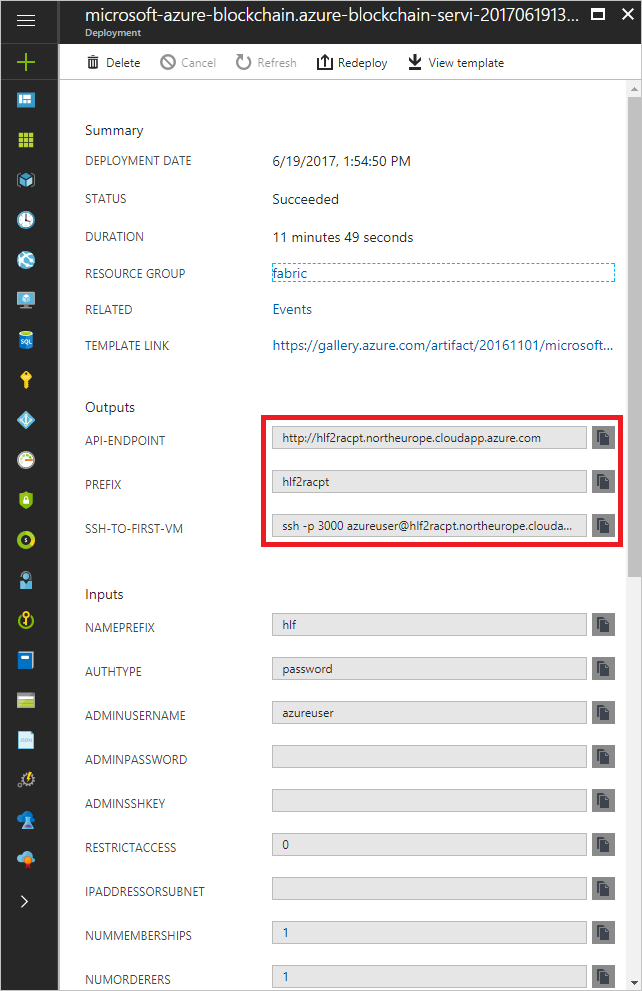 microsoft-azure-blockchain.azure-blockchain-servi-2017061913...
Deployment
Delete Cancel Refresh Redeploy View template
Summary
DEPLOYMENT DATE 6/19/2017, 1:54:50 PM
STATUS Succeeded
DURATION 11 minutes 49 seconds
RESOURCE GROUP fabric
RELATED Events
TEMPLATE LINK https://gallery.azure.com/artifact/20161101/microsoft...
Outputs
API-ENDPOINT http://hlf2racpt.northeurope.cloudapp.azure.com
PREFIX hlf2racpt
SSH-TO-FIRST-VM ssh -p 3000 azureuser@hlf2racpt.northeurope.clouda...
Inputs
NAMEPREFIX hlf
AUTHTYPE password
ADMINUSERNAME azureuser
ADMINPASSWORD
ADMINSSHKEY
RESTRICTACCESS 0
IPADDRESSORSUBNET
NUMMEMBERSHIPS 1
NUMORDERERS 1
SQL